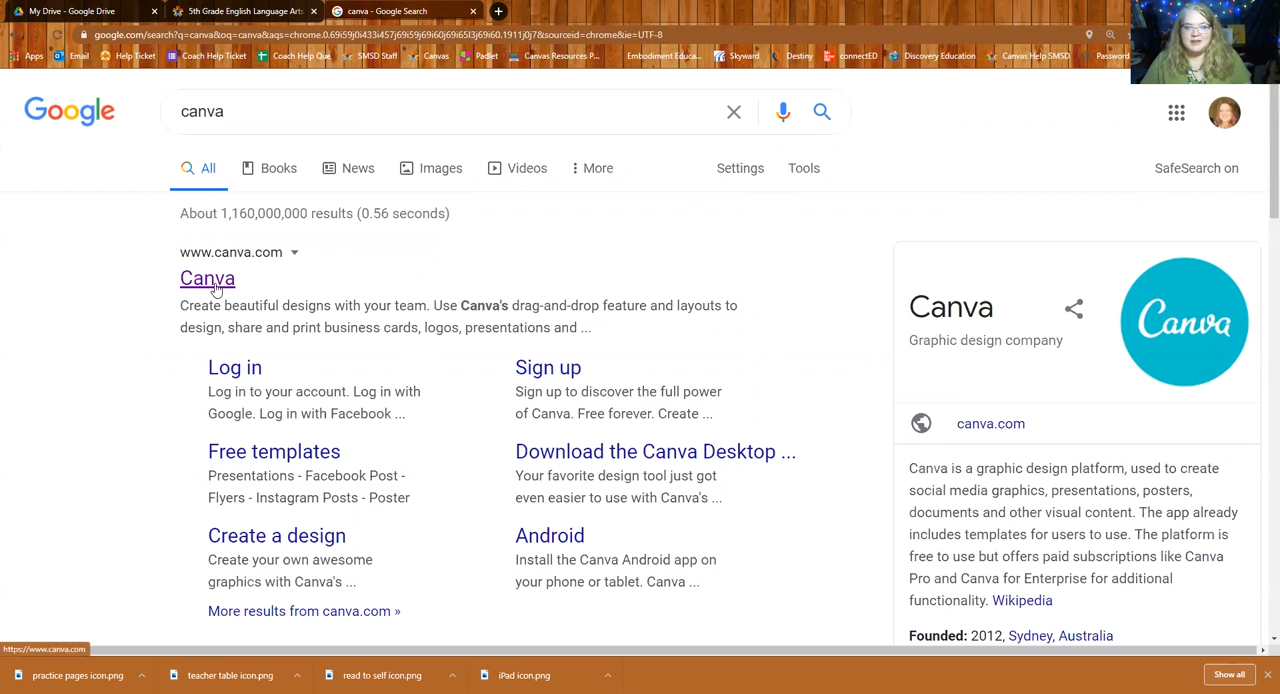 My Drive - Google Drive
5th Grade English Language Arts
canva - Google Search
google.com/search?q=canva&oq=canva&aqs=chrome.0.69i59j0i433i457j69i59j69i60j69i65l3j69i60.1911j0j7&sourceid=chrome&ie=UTF-8
Apps Email Help Ticket Coach Help Ticket Coach Help Que... SMSD Staff Canvas Padlet Canvas Resources P... Embodiment Educa... Skyward Destiny connectED Discovery Education Canvas Help SMSD Password
Google
canva
All Books News Images Videos More Settings Tools SafeSearch on
About 1,160,000,000 results (0.56 seconds)
www.canva.com
Canva
Create beautiful designs with your team. Use Canva's drag-and-drop feature and layouts to
design, share and print business cards, logos, presentations and ...
Log in
Log in to your account. Log in with
Google. Log in with Facebook ...
Sign up
Sign up to discover the full power
of Canva. Free forever. Create ...
Free templates
Presentations - Facebook Post -
Flyers - Instagram Posts - Poster
Download the Canva Desktop ...
Your favorite design tool just got
even easier to use with Canva's ...
Create a design
Create your own awesome
graphics with Canva's ...
Android
Install the Canva Android app on
your phone or tablet. Canva ...
More results from canva.com »
Canva
Graphic design company
Canva
canva.com
Canva is a graphic design platform, used to create
social media graphics, presentations, posters,
documents and other visual content. The app already
includes templates for users to use. The platform is
free to use but offers paid subscriptions like Canva
Pro and Canva for Enterprise for additional
functionality. Wikipedia
Founded: 2012, Sydney, Australia
https://www.canva.com
practice pages icon.png
teacher table icon.png
read to self icon.png
iPad icon.png
Show all